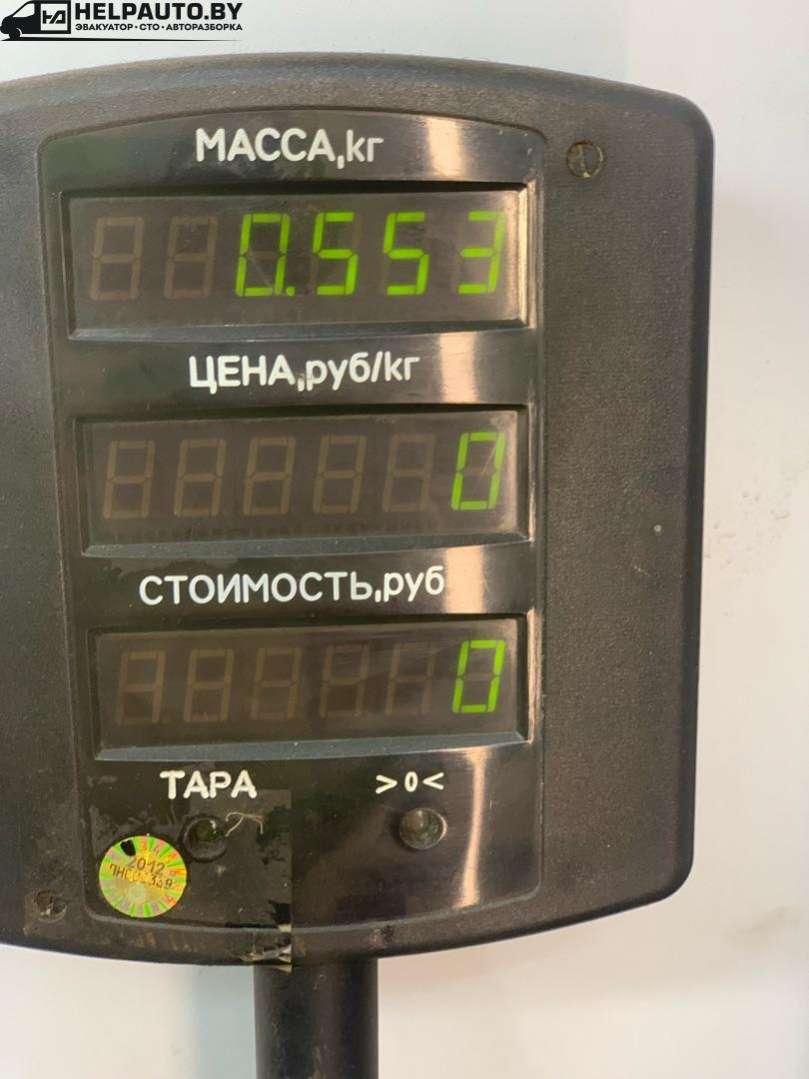 HELPAUTO.BY
ЭВАКУАТОР•СТО•АВТОРАЗБОРКА
МАССА,кг
0.553
ЦЕНА,руб/кг
0
СТОИМОСТЬ,руб
0
ТАРА >0<
2012